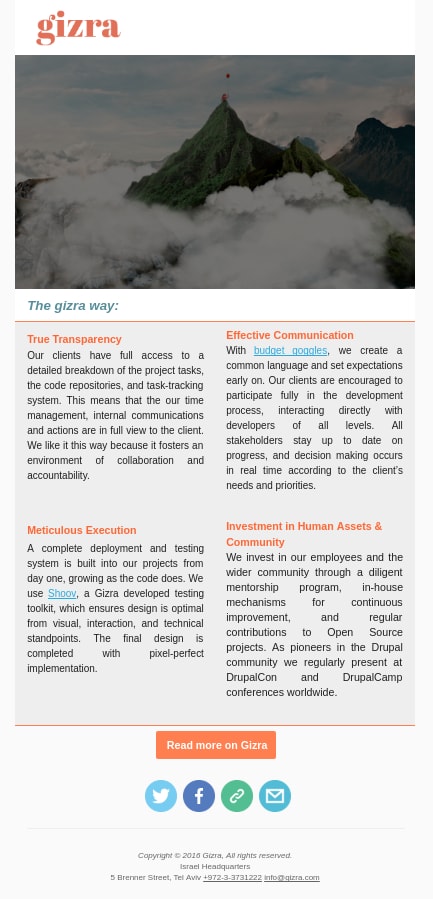 gizra
The gizra way:
True Transparency
Our clients have full access to a
detailed breakdown of the project tasks,
the code repositories, and task-tracking
system. This means that the our time
management, internal communications
and actions are in full view to the client.
We like it this way because it fosters an
environment of collaboration and
accountability.
Effective Communication
With budget goggles, we create a
common language and set expectations
early on. Our clients are encouraged to
participate fully in the development
process, interacting directly with
developers of all levels. All
stakeholders stay up to date on
progress, and decision making occurs
in real time according to the client's
needs and priorities.
Meticulous Execution
A complete deployment and testing
system is built into our projects from
day one, growing as the code does. We
use Shoov, a Gizra developed testing
toolkit, which ensures design is optimal
from visual, interaction, and technical
standpoints. The final design is
completed with pixel-perfect
implementation.
Investment in Human Assets &
Community
We invest in our employees and the
wider community through a diligent
mentorship program, in-house
mechanisms for continuous
improvement, and regular
contributions to Open Source
projects. As pioneers in the Drupal
community we regularly present at
DrupalCon and DrupalCamp
conferences worldwide.
Read more on Gizra
Copyright © 2016 Gizra, All rights reserved.
Israel Headquarters
5 Brenner Street, Tel Aviv +972-3-3731222 info@gizra.com